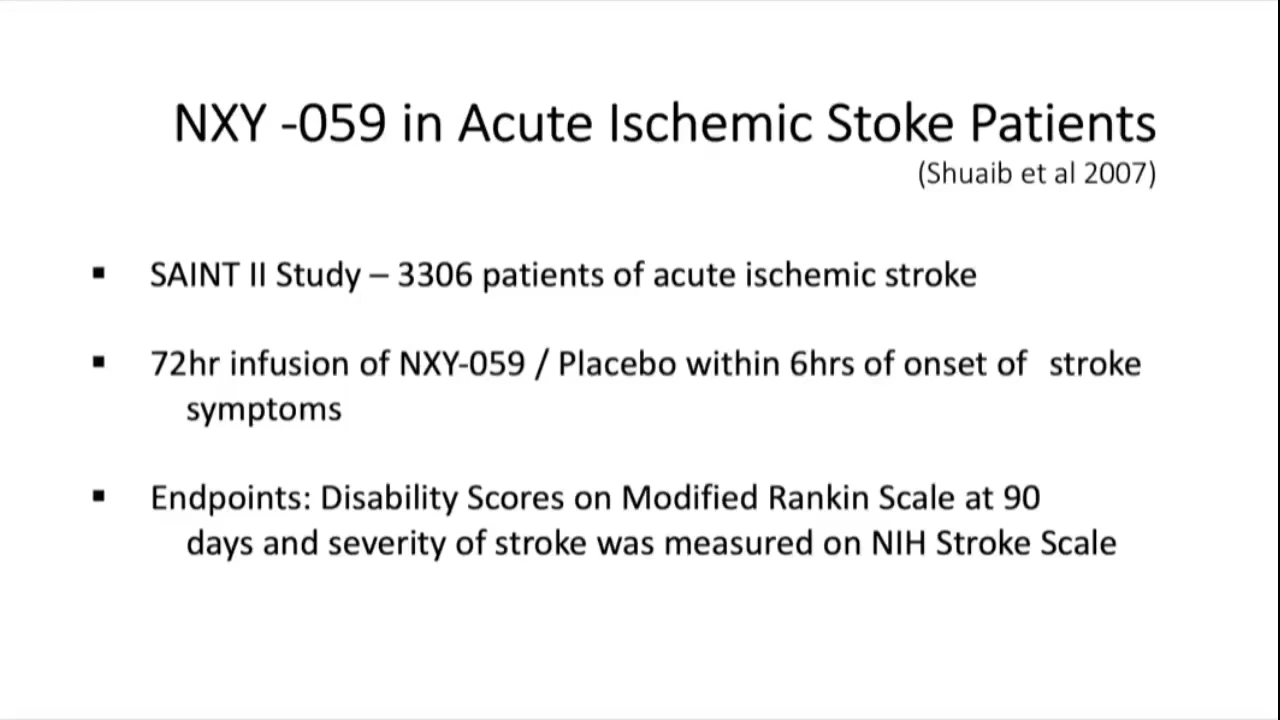 NXY -059 in Acute Ischemic Stoke Patients
(Shuaib et al 2007)
▪ SAINT II Study – 3306 patients of acute ischemic stroke
▪ 72hr infusion of NXY-059 / Placebo within 6hrs of onset of stroke
symptoms
▪ Endpoints: Disability Scores on Modified Rankin Scale at 90
days and severity of stroke was measured on NIH Stroke Scale